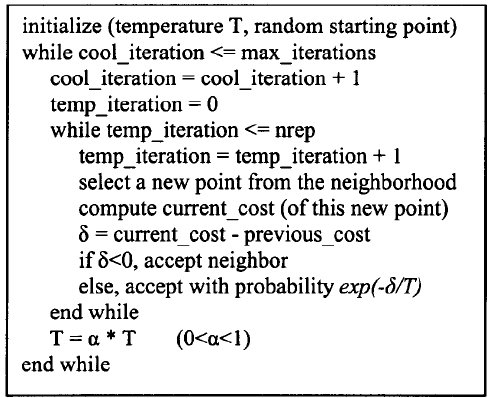 initialize (temperature T, random starting point)
while cool_iteration <= max_iterations
cool_iteration = cool_iteration + 1
temp_iteration = 0
while temp_iteration <= nrep
temp_iteration = temp_iteration + 1
select a new point from the neighborhood
compute current_cost (of this new point)
δ = current_cost - previous_cost
if δ<0, accept neighbor
else, accept with probability exp(-δ/T)
end while
T = α * T (0<α<1)
end while